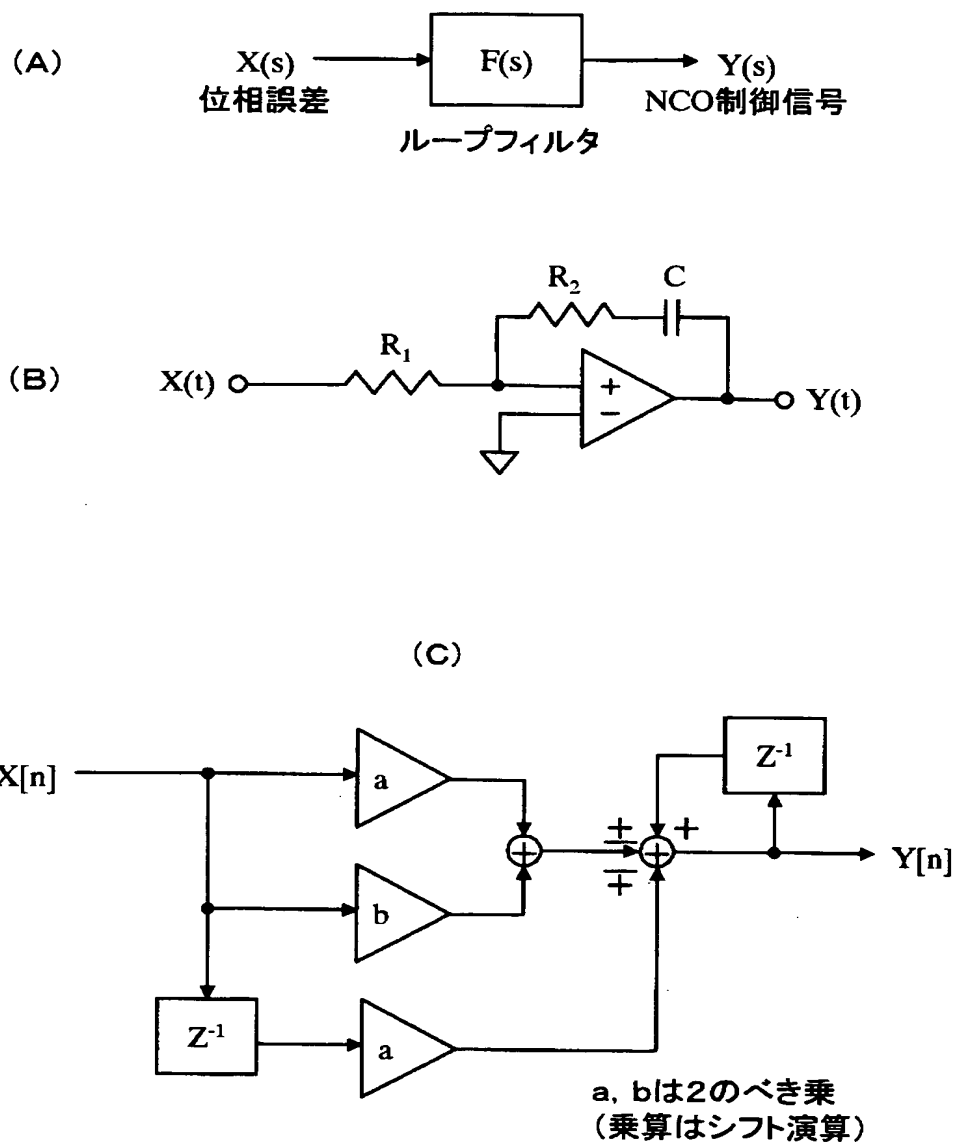 (A)
X(s)
F(s)
Y(s)
位相誤差
NCO制御信号
ループフィルタ
R₂
C
(B)
R₁
X(t)
+
−
Y(t)
(C)
X[n]
a
Z⁻¹
+
±
+
+
∓
Y[n]
b
Z⁻¹
a
a, bは2のべき乗
(乗算はシフト演算)